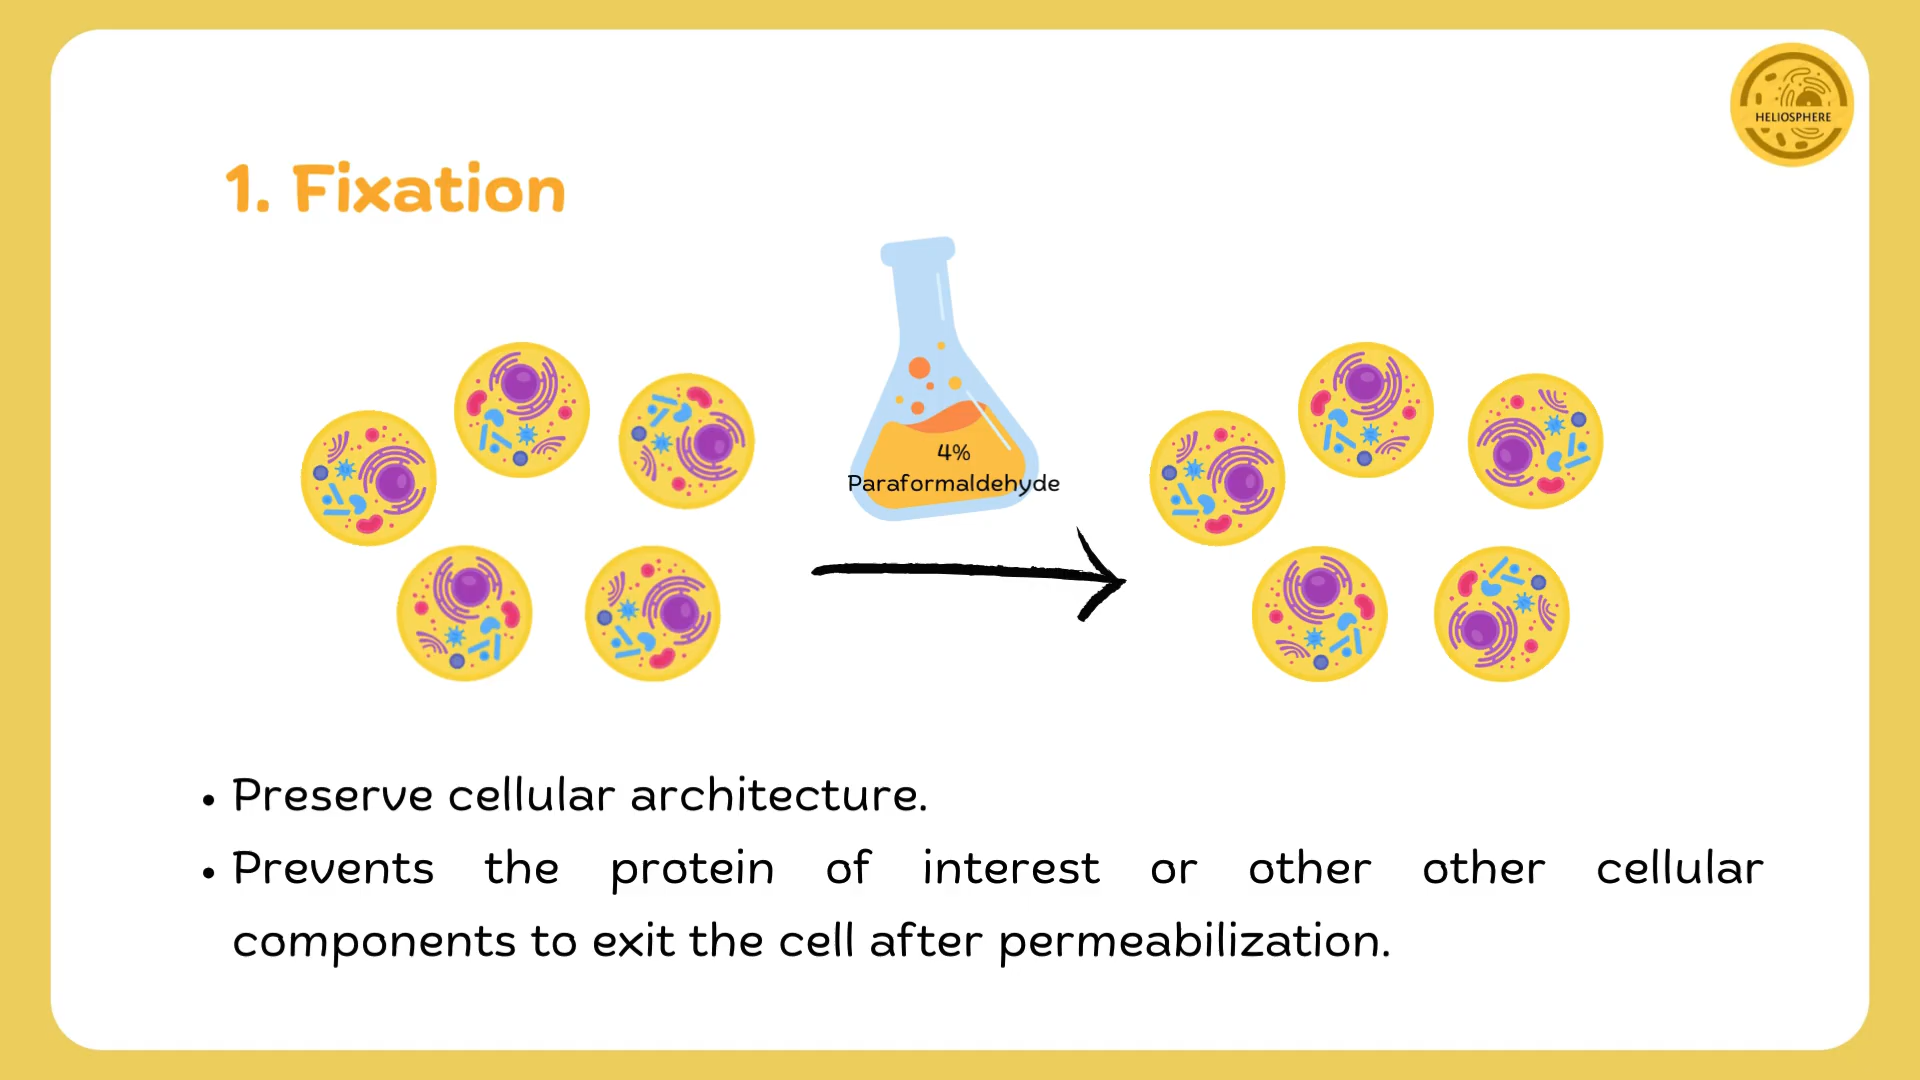 HELIOSPHERE
1. Fixation
4%
Paraformaldehyde
• Preserve cellular architecture.
• Prevents the protein of interest or other other cellular
components to exit the cell after permeabilization.